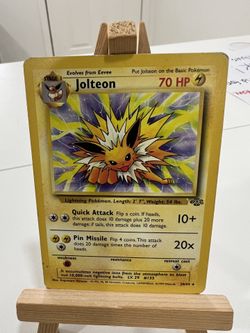 Evolves from Eevee
Put Jolteon on the Basic Pokémon
Jolteon
70 HP
Lightning Pokémon. Length: 2' 7", Weight: 54 lbs.
Quick Attack Flip a coin. If heads,
this attack does 10 damage plus 20 more
damage; if tails, this attack does 10
damage.
10+
Pin Missile Flip 4 coins. This attack
does 20 damage times the number of
heads.
20x
weakness
resistance
retreat cost
It accumulates negative ions from the atmosphere to blast
out 10,000-volt lightning bolts. LV. 29 #135